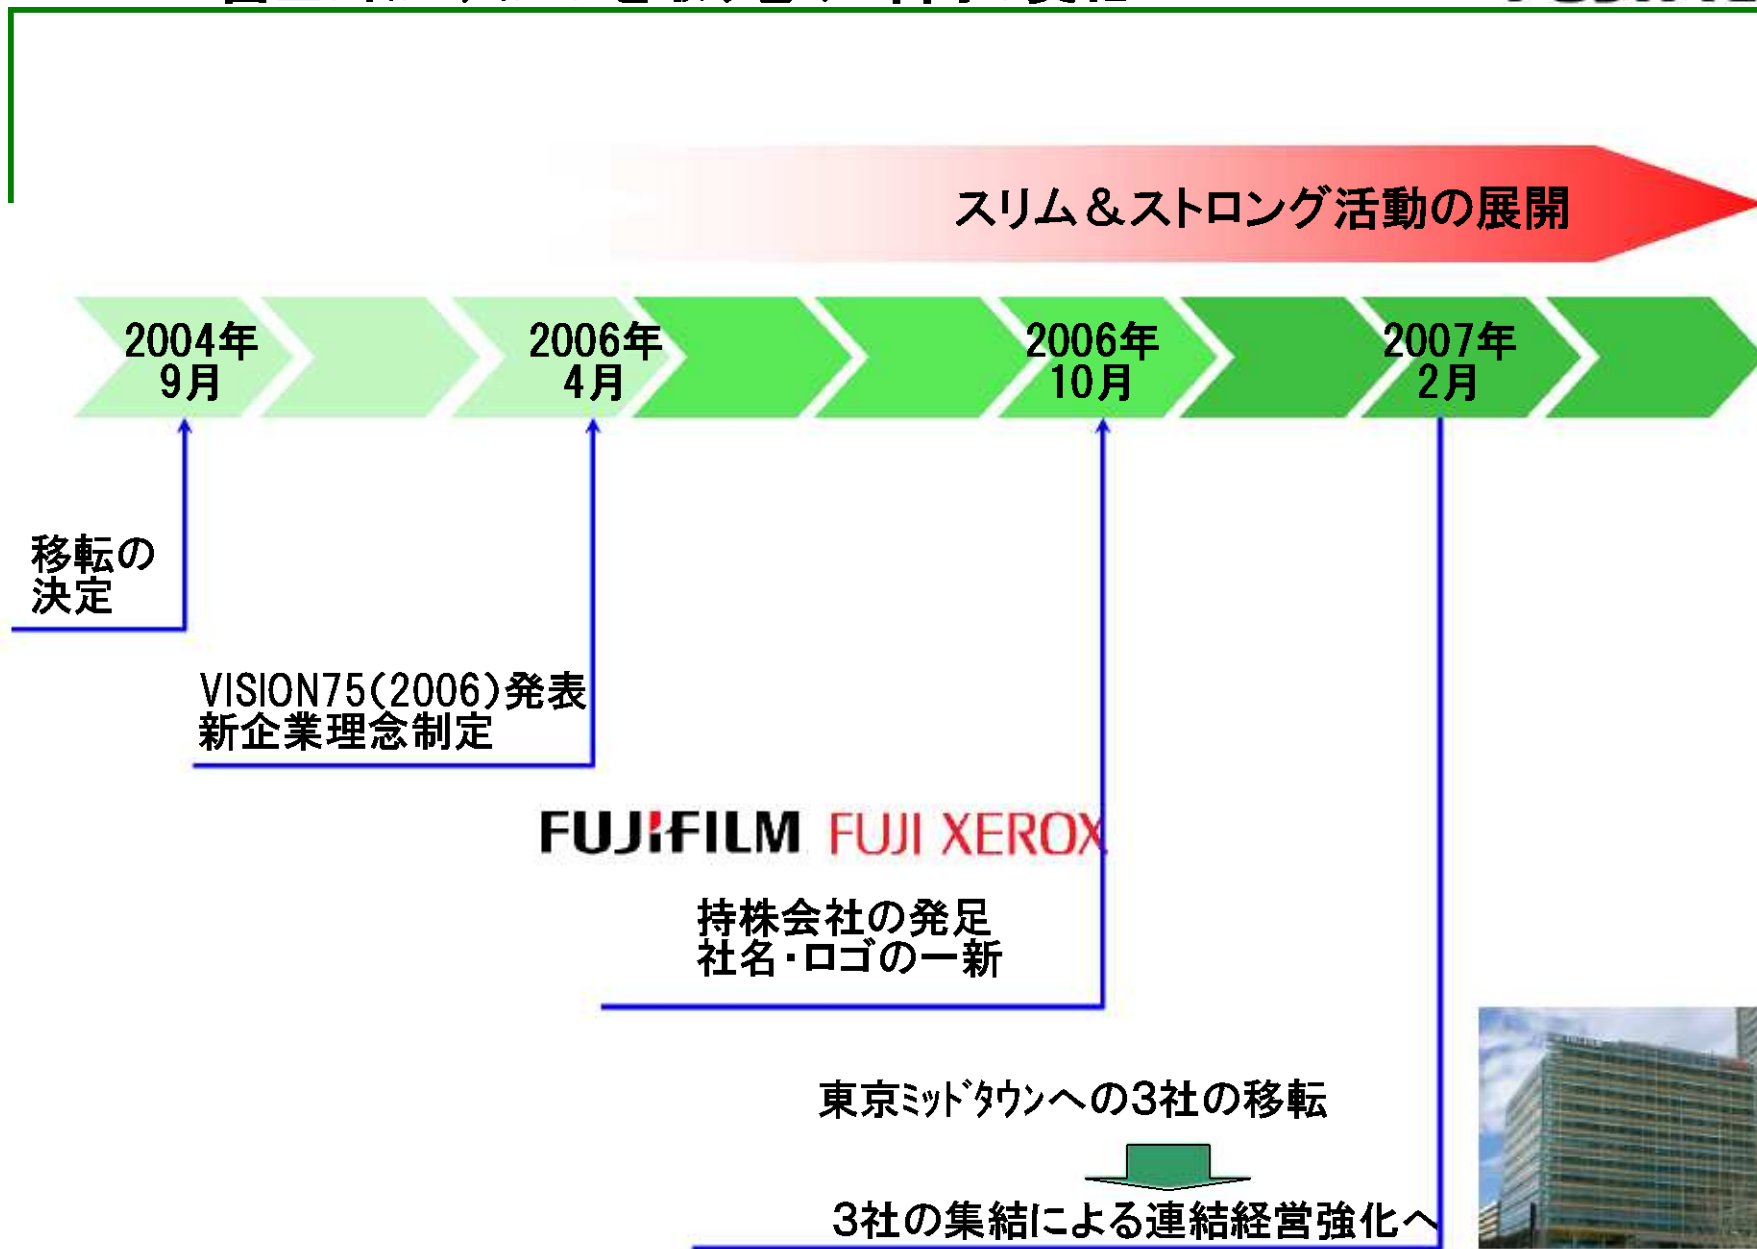 スリム＆ストロング活動の展開
2004年
9月
2006年
4月
2006年
10月
2007年
2月
移転の
決定
VISION75(2006)発表
新企業理念制定
FUJIFILM FUJI XEROX
持株会社の発足
社名・ロゴの一新
東京ﾐｯﾄﾞﾀｳﾝへの3社の移転
3社の集結による連結経営強化へ